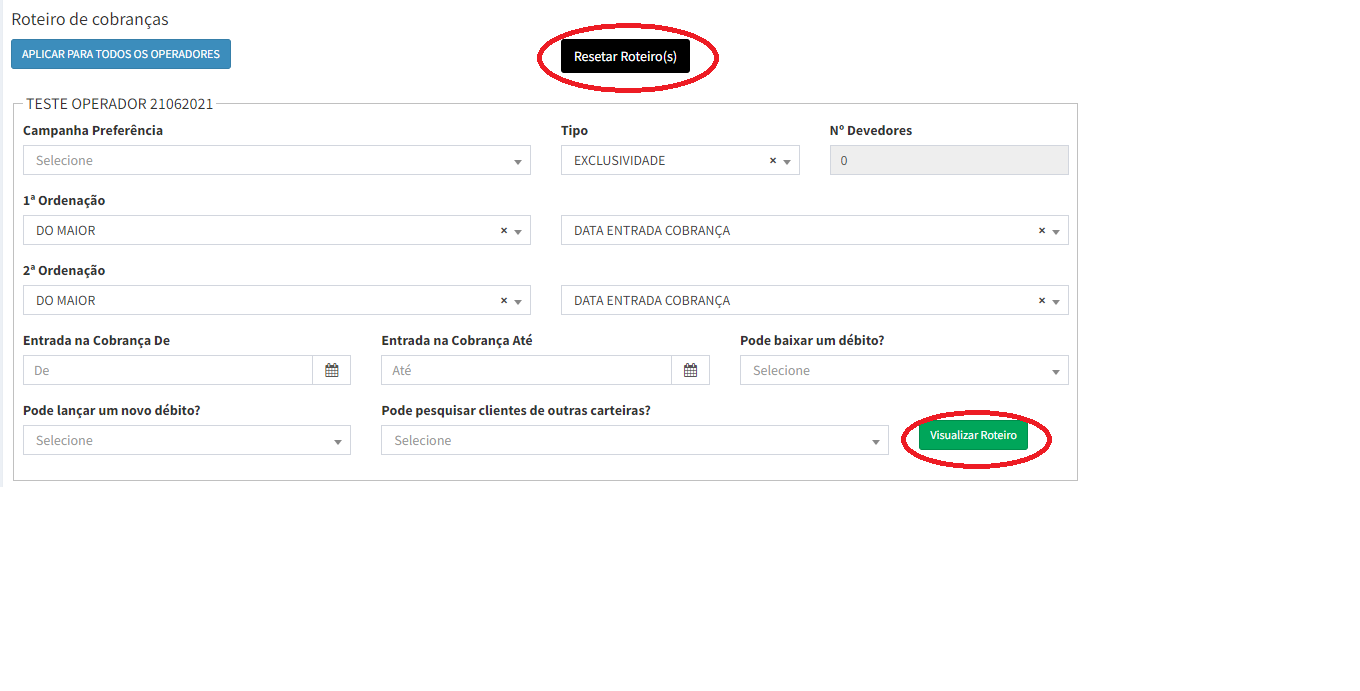 Roteiro de cobranças
APLICAR PARA TODOS OS OPERADORES
Resetar Roteiro(s)
TESTE OPERADOR 21062021
Campanha Preferência
Tipo
Nº Devedores
Selecione
EXCLUSIVIDADE ×
0
1ª Ordenação
DO MAIOR ×
DATA ENTRADA COBRANÇA ×
2ª Ordenação
DO MAIOR ×
DATA ENTRADA COBRANÇA ×
Entrada na Cobrança De
Entrada na Cobrança Até
Pode baixar um débito?
De
Até
Selecione
Pode lançar um novo débito?
Pode pesquisar clientes de outras carteiras?
Selecione
Selecione
Visualizar Roteiro